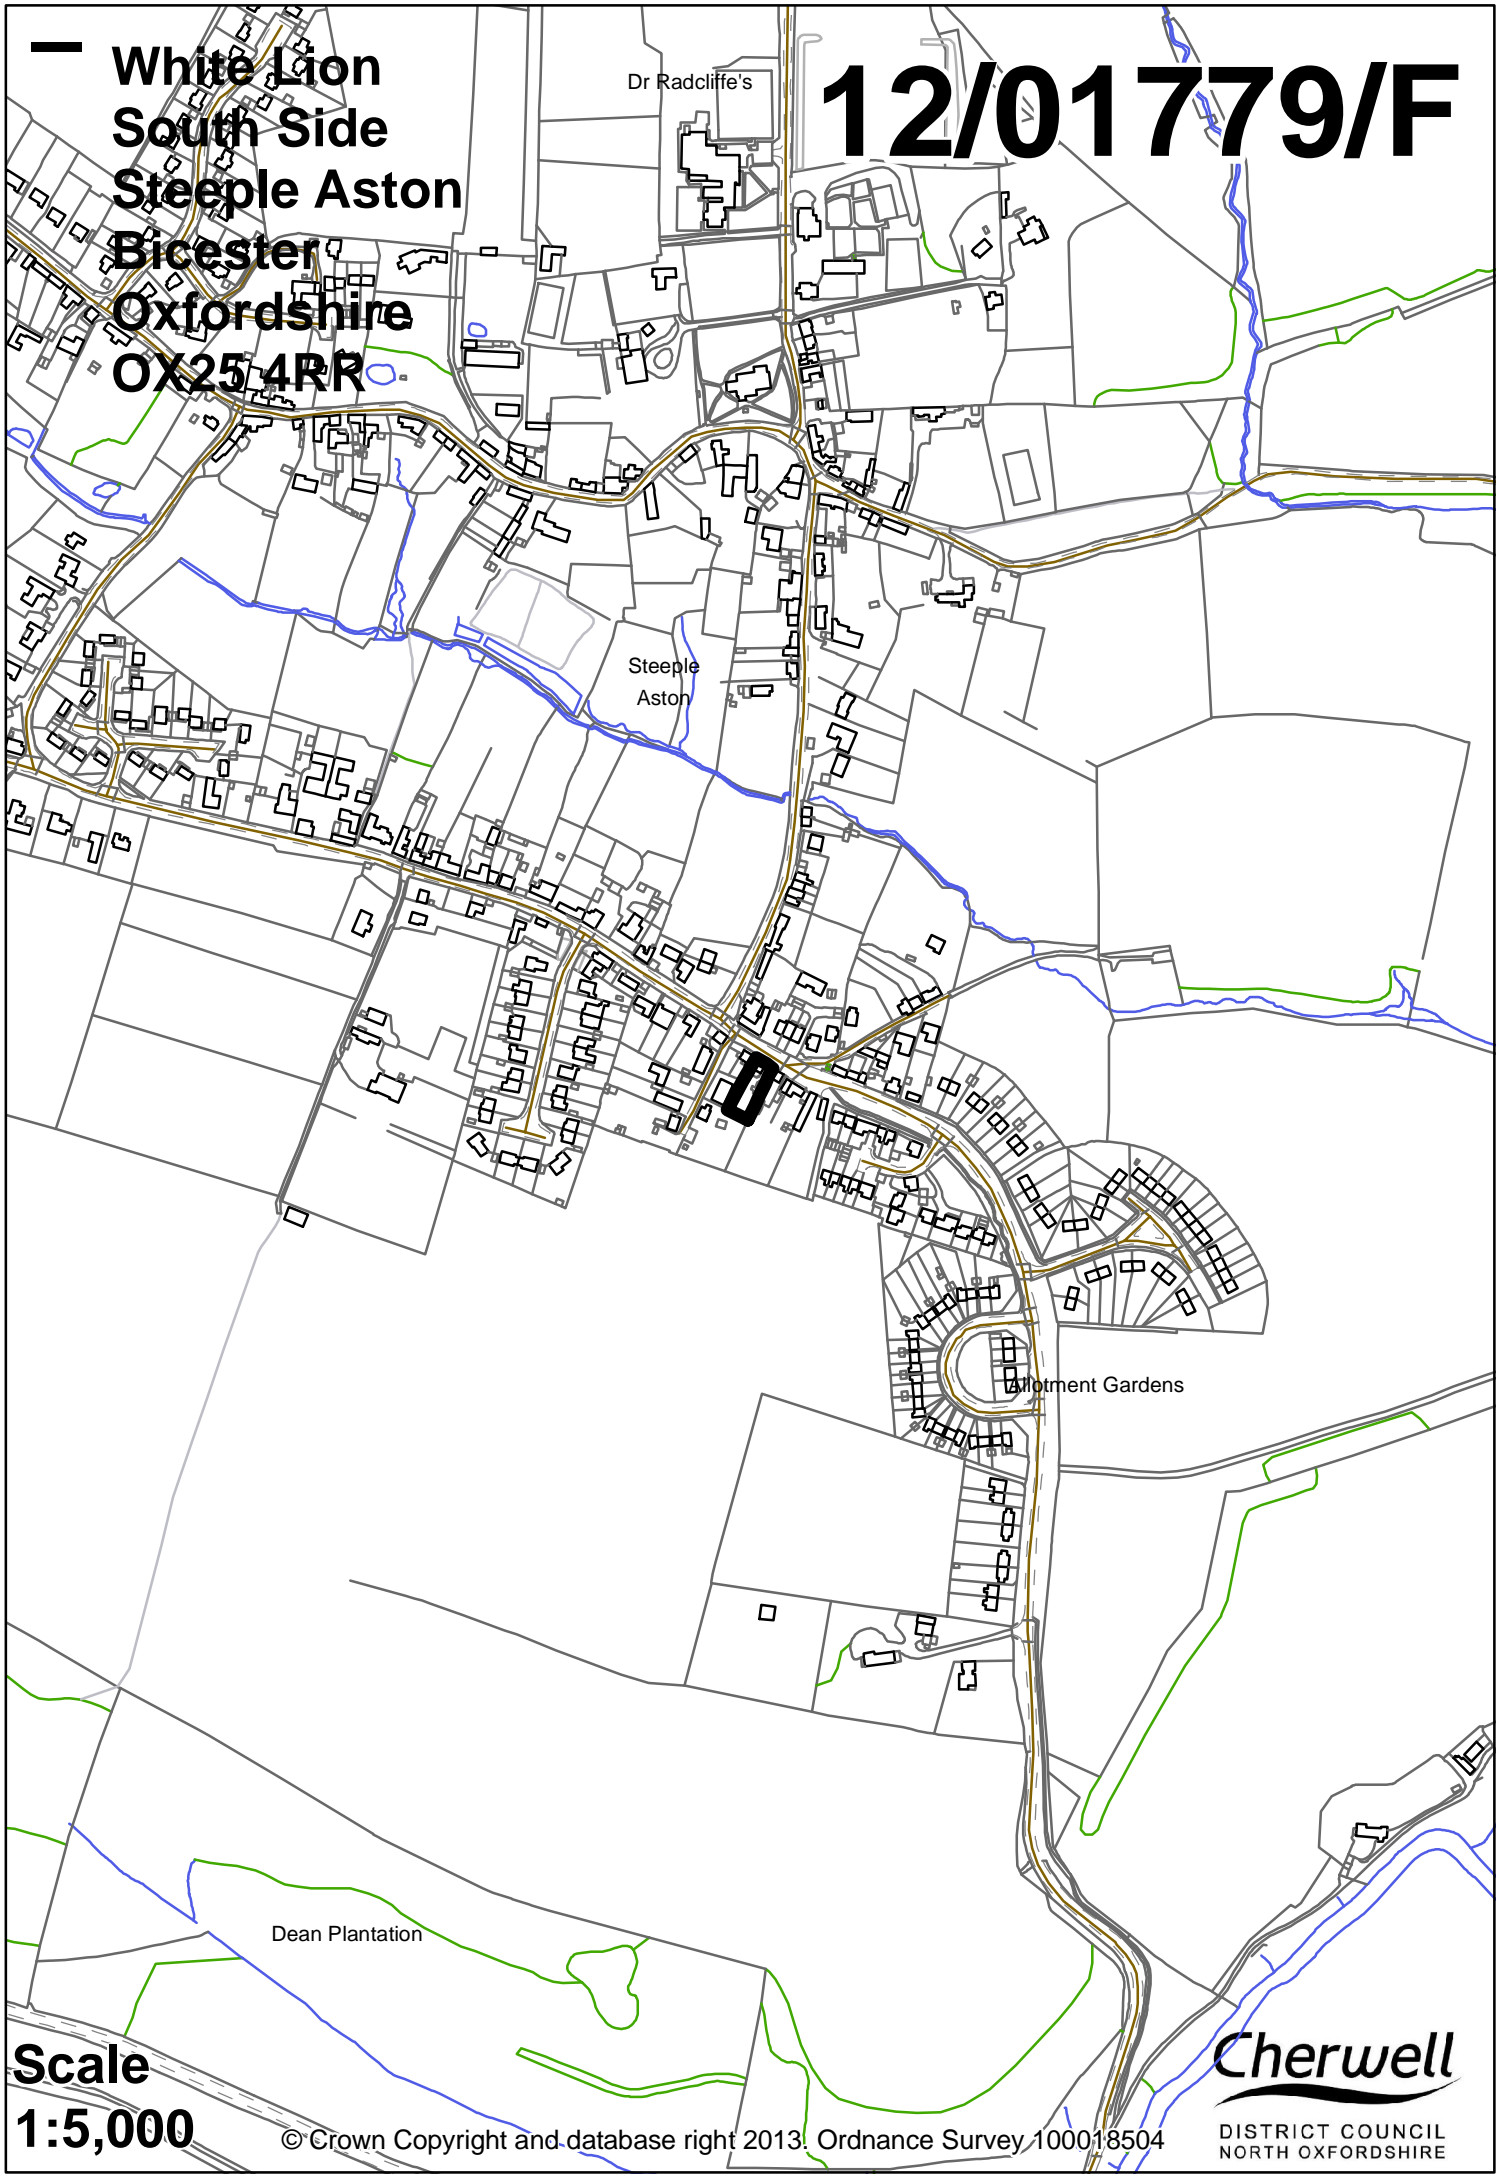 White Lion
South Side
Steeple Aston
Bicester
Oxfordshire
OX25 4RR
12/01779/F
Dr Radcliffe's
Steeple
Aston
Allotment Gardens
Dean Plantation
Scale
1:5,000
© Crown Copyright and database right 2013. Ordnance Survey 100018504
Cherwell
DISTRICT COUNCIL
NORTH OXFORDSHIRE